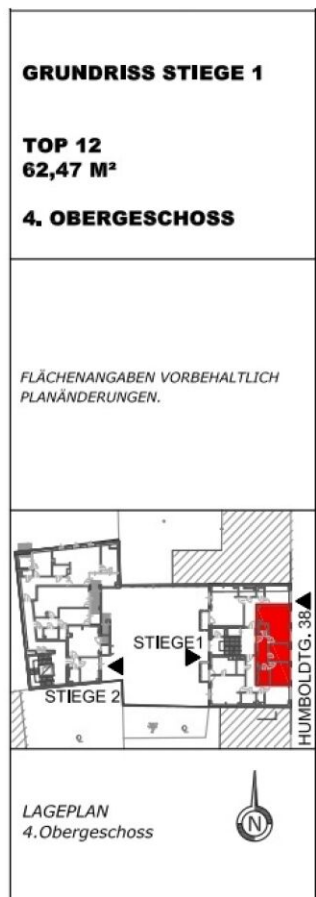 GRUNDRISS STIEGE 1
TOP 12
62,47 M²
4. OBERGESCHOSS
FLÄCHENANGABEN VORBEHALTLICH
PLANÄNDERUNGEN.
STIEGE1
STIEGE 2
HUMBOLDTG. 38
LAGEPLAN
4.Obergeschoss
N